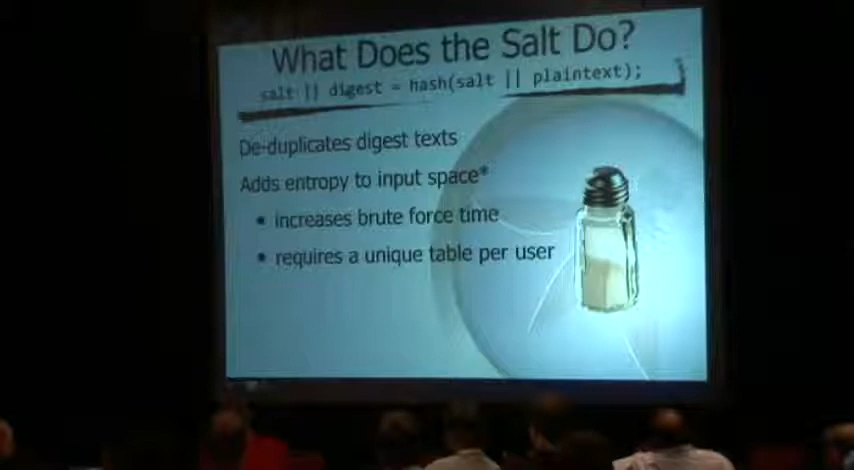 What Does the Salt Do?
salt || digest = hash(salt || plaintext);
De-duplicates digest texts
Adds entropy to input space*
• increases brute force time
• requires a unique table per user